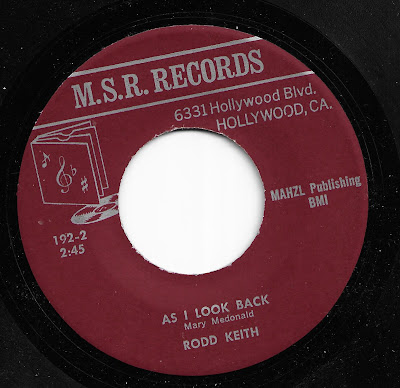 M.S.R. RECORDS
6331 Hollywood Blvd.
HOLLYWOOD, CA.
MAHZL Publishing
BMI
192-2
2:45
AS I LOOK BACK
Mary Medonald
RODD KEITH